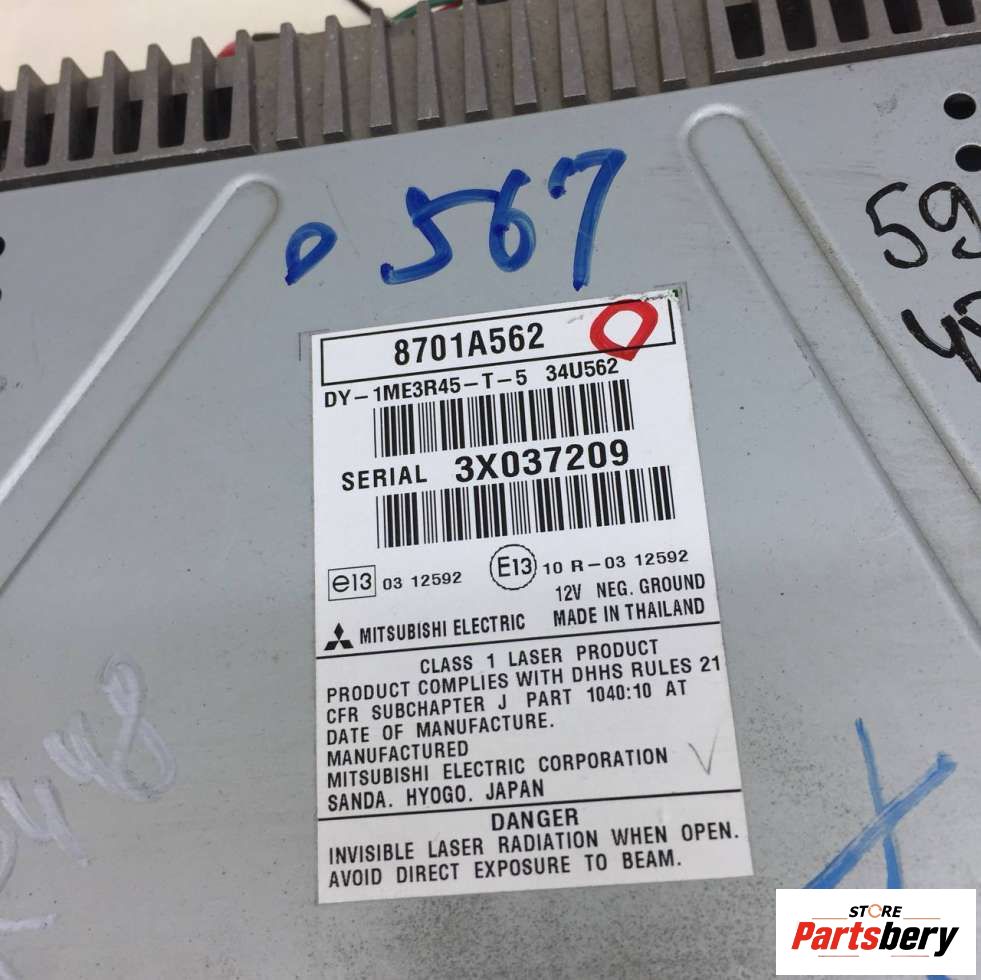 0 567
59
8701A562
DY-1ME3R45-T-5 34U562
SERIAL 3X037209
e13 03 12592
E13 10 R-03 12592
12V NEG. GROUND
MITSUBISHI ELECTRIC MADE IN THAILAND
CLASS 1 LASER PRODUCT
PRODUCT COMPLIES WITH DHHS RULES 21
CFR SUBCHAPTER J PART 1040:10 AT
DATE OF MANUFACTURE.
MANUFACTURED
MITSUBISHI ELECTRIC CORPORATION
SANDA. HYOGO. JAPAN
DANGER
INVISIBLE LASER RADIATION WHEN OPEN.
AVOID DIRECT EXPOSURE TO BEAM.
STORE
Partsbery